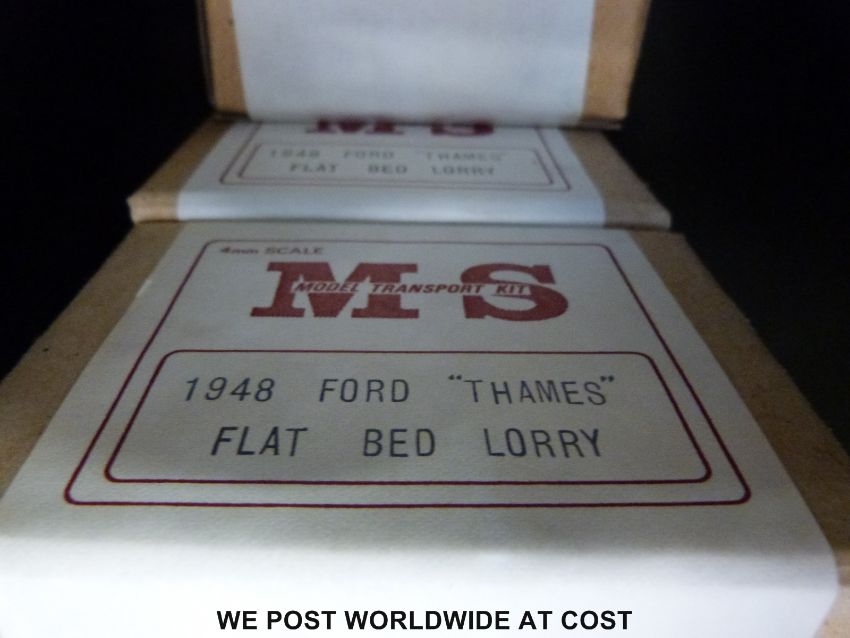 1948 FORD "THAMES"
FLAT BED LORRY
4mm SCALE
MS
MODEL TRANSPORT KIT
1948 FORD "THAMES"
FLAT BED LORRY
WE POST WORLDWIDE AT COST